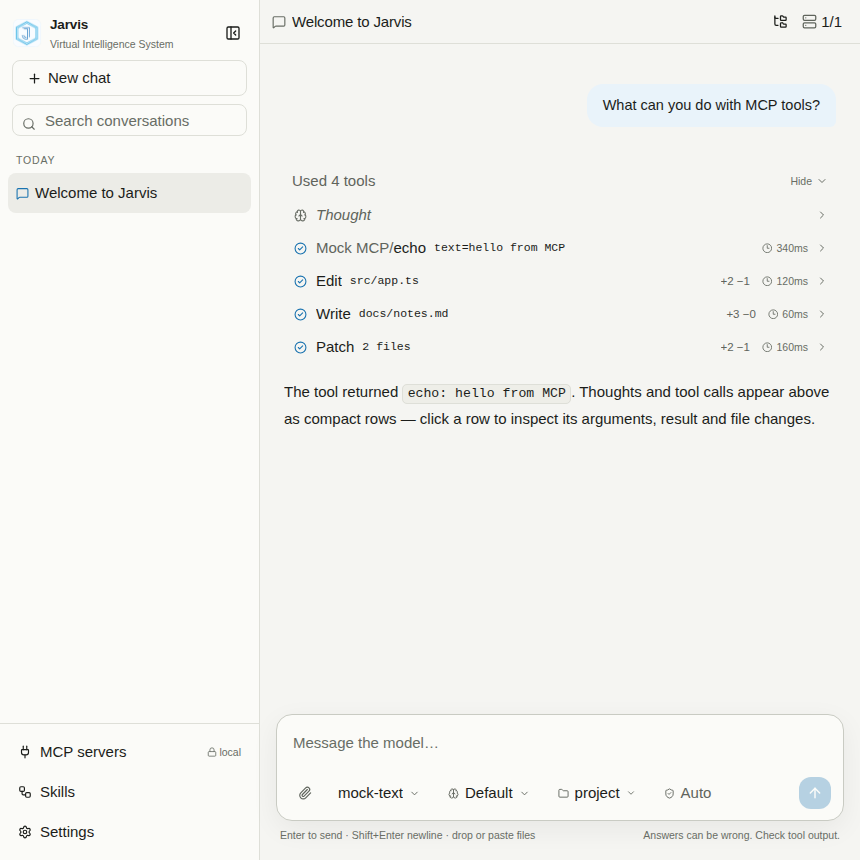 Jarvis
Virtual Intelligence System
New chat
Search conversations
TODAY
Welcome to Jarvis
MCP servers
local
Skills
Settings
Welcome to Jarvis
1/1
What can you do with MCP tools?
Used 4 tools
Hide
Thought
Mock MCP/echo text=hello from MCP 340ms
Edit src/app.ts +2 −1 120ms
Write docs/notes.md +3 −0 60ms
Patch 2 files +2 −1 160ms
The tool returned echo: hello from MCP. Thoughts and tool calls appear above
as compact rows — click a row to inspect its arguments, result and file changes.
Message the model…
mock-text Default project Auto
Enter to send · Shift+Enter newline · drop or paste files
Answers can be wrong. Check tool output.